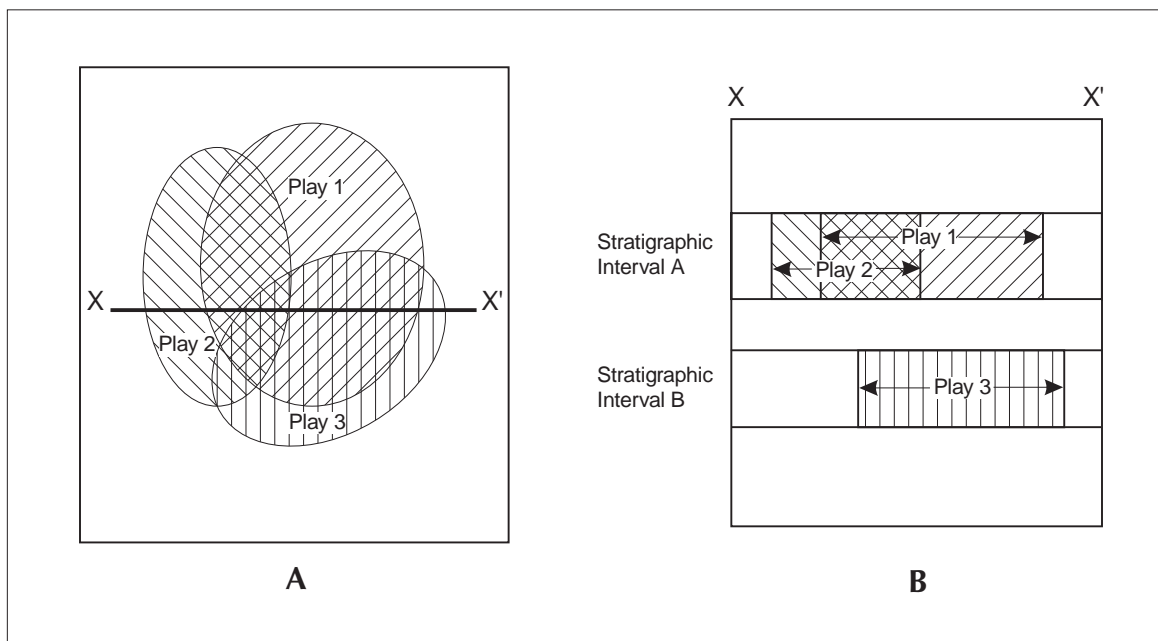 Play 1
X
X'
Play 2
Play 3
A
X
X'
Stratigraphic
Interval A
Play 1
Play 2
Stratigraphic
Interval B
Play 3
B